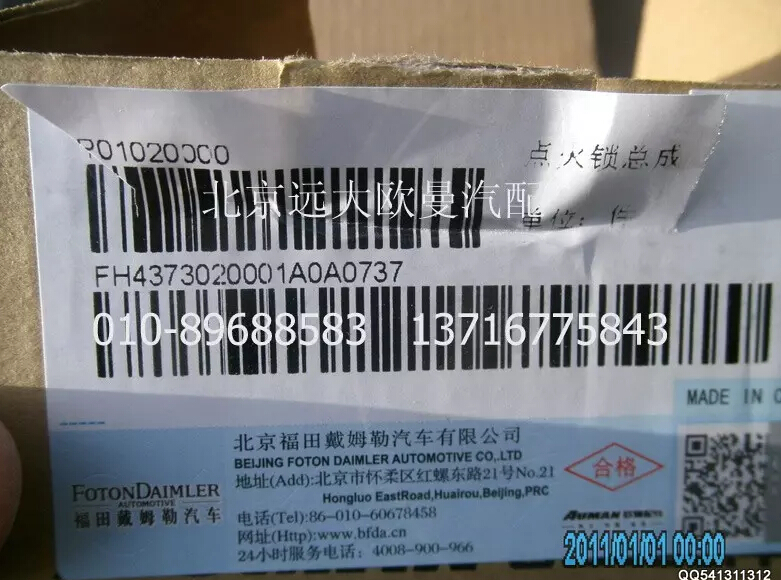 01020000
点火锁总成
北京远大欧曼汽配
单位：件
FH4373020001A0A0737
010-89688583 13716775843
MADE IN C
北京福田戴姆勒汽车有限公司
BEIJING FOTON DAIMLER AUTOMOTIVE CO.,LTD
地址(Add):北京市怀柔区红螺东路21号No.21
Hongluo EastRoad,Huairou,Beijing,PRC
电话(Tel):86-010-60678458
网址(Http):www.bfda.cn
24小时服务电话：4008-900-966
FOTONDAIMLER
AUTOMOTIVE
福田戴姆勒汽车
合格
AUMAN
2011/01/01 00:00
QQ541311312